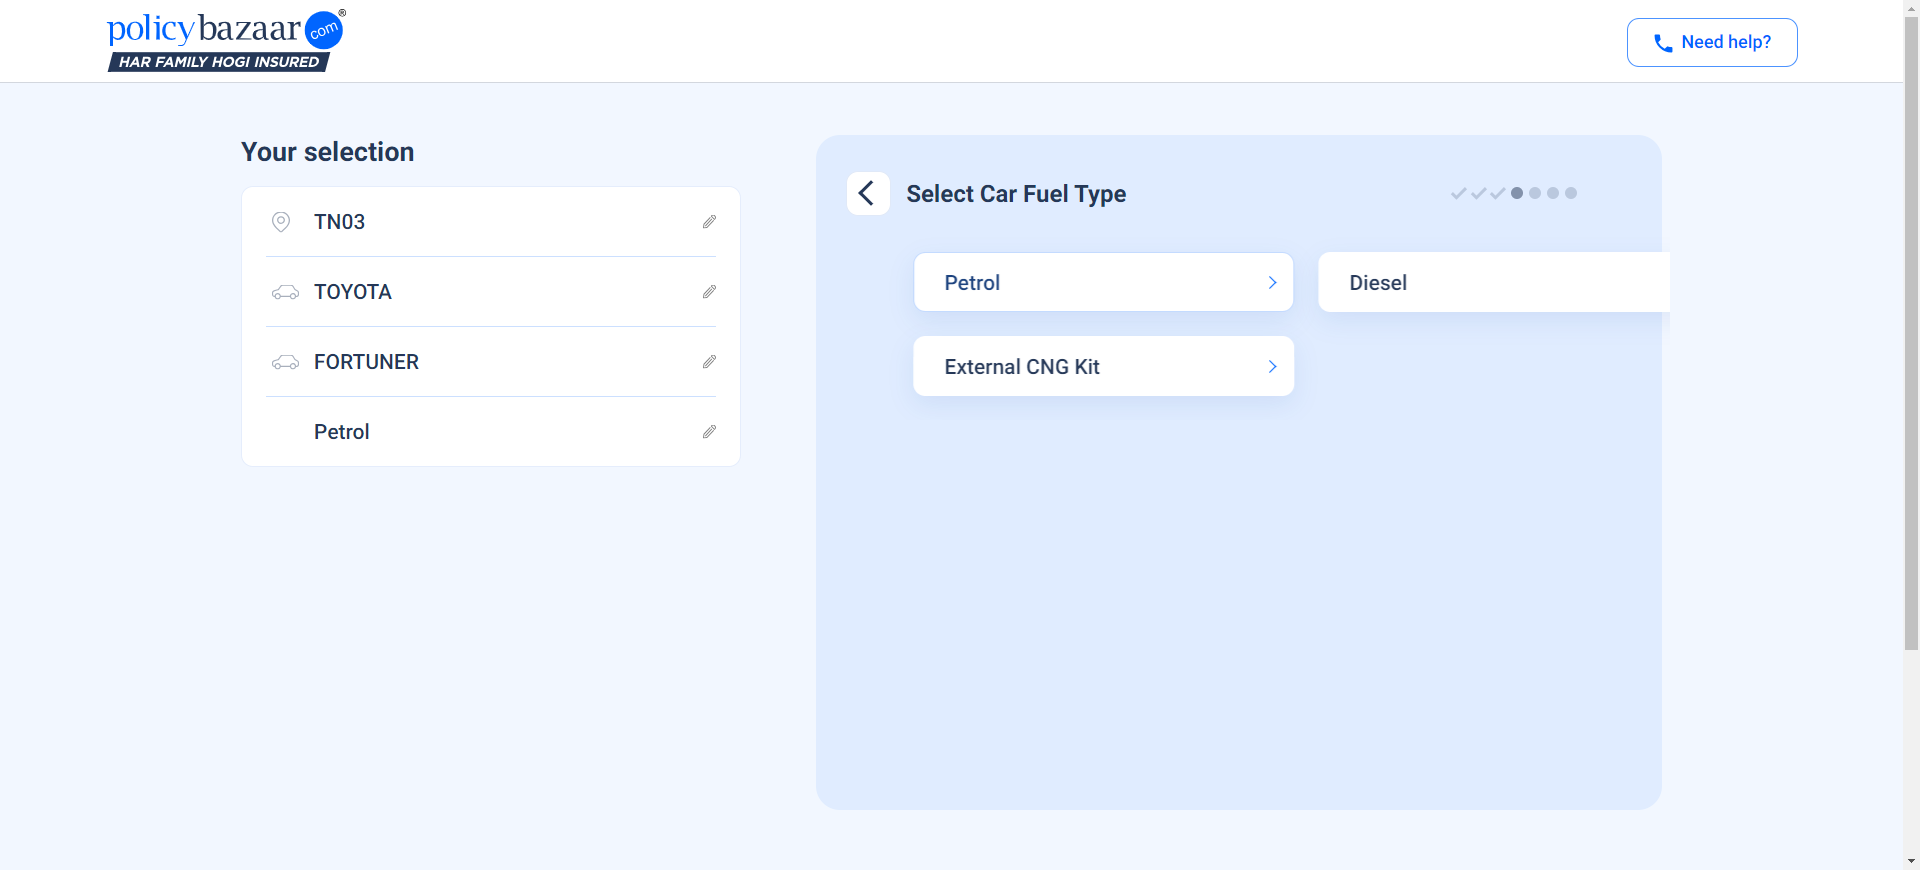 policybazaar com ®
HAR FAMILY HOGI INSURED
Need help?
Your selection
TN03
TOYOTA
FORTUNER
Petrol
Select Car Fuel Type
Petrol
Diesel
External CNG Kit